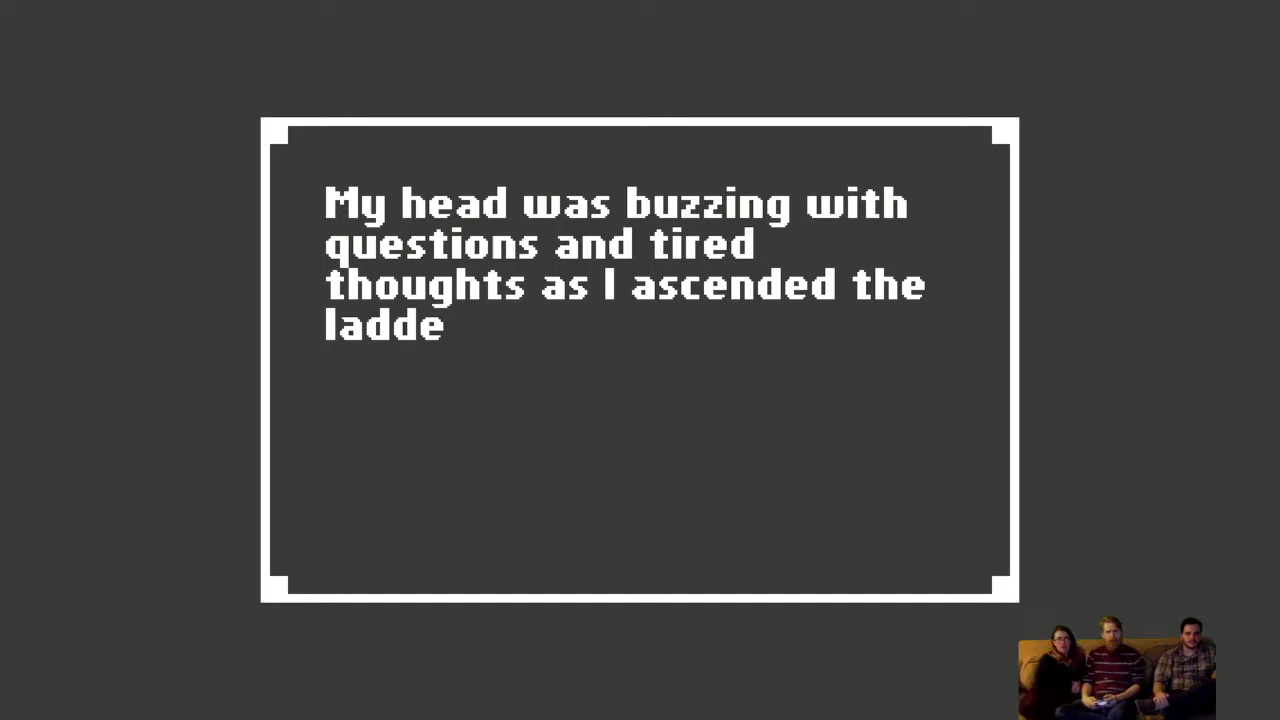 My head was buzzing with
questions and tired
thoughts as I ascended the
ladde